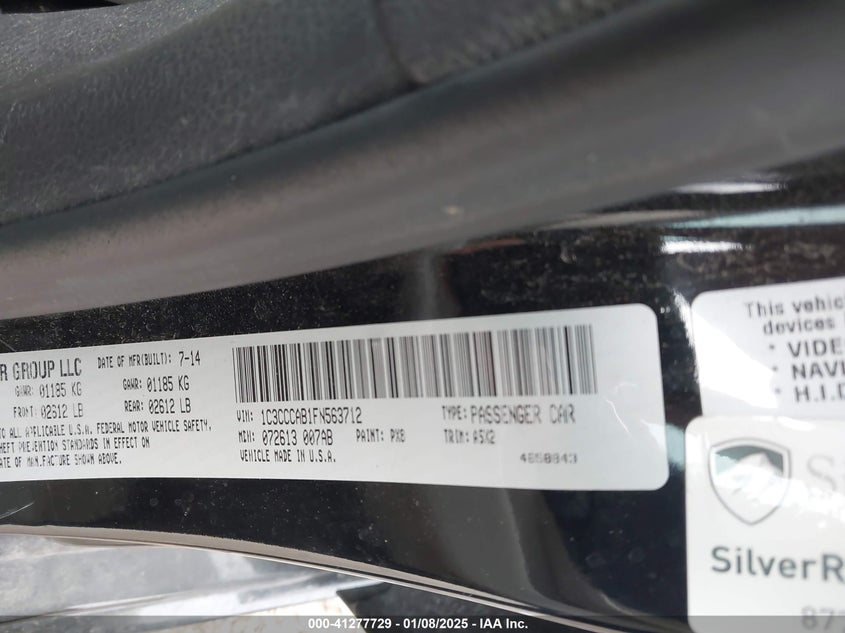 R GROUP LLC
DATE OF MFR(BUILT): 7-14
GAWR: 01185 KG
GAWR: 01185 KG
FRONT: 02612 LB
REAR: 02612 LB
TO ALL APPLICABLE U.S.A. FEDERAL MOTOR VEHICLE SAFETY,
THEFT PREVENTION STANDARDS IN EFFECT ON
DATE OF MANUFACTURE SHOWN ABOVE.
VIN: 1C3CCCAB1FN563712
TYPE: PASSENGER CAR
MDH: 072613 007AB
PAINT: PX8
TRIM: A5X2
VEHICLE MADE IN U.S.A.
This vehic
devices
* VIDE
* NAVI
* H.I.D
SilverR
000-41277729 - 01/08/2025 - IAA Inc.